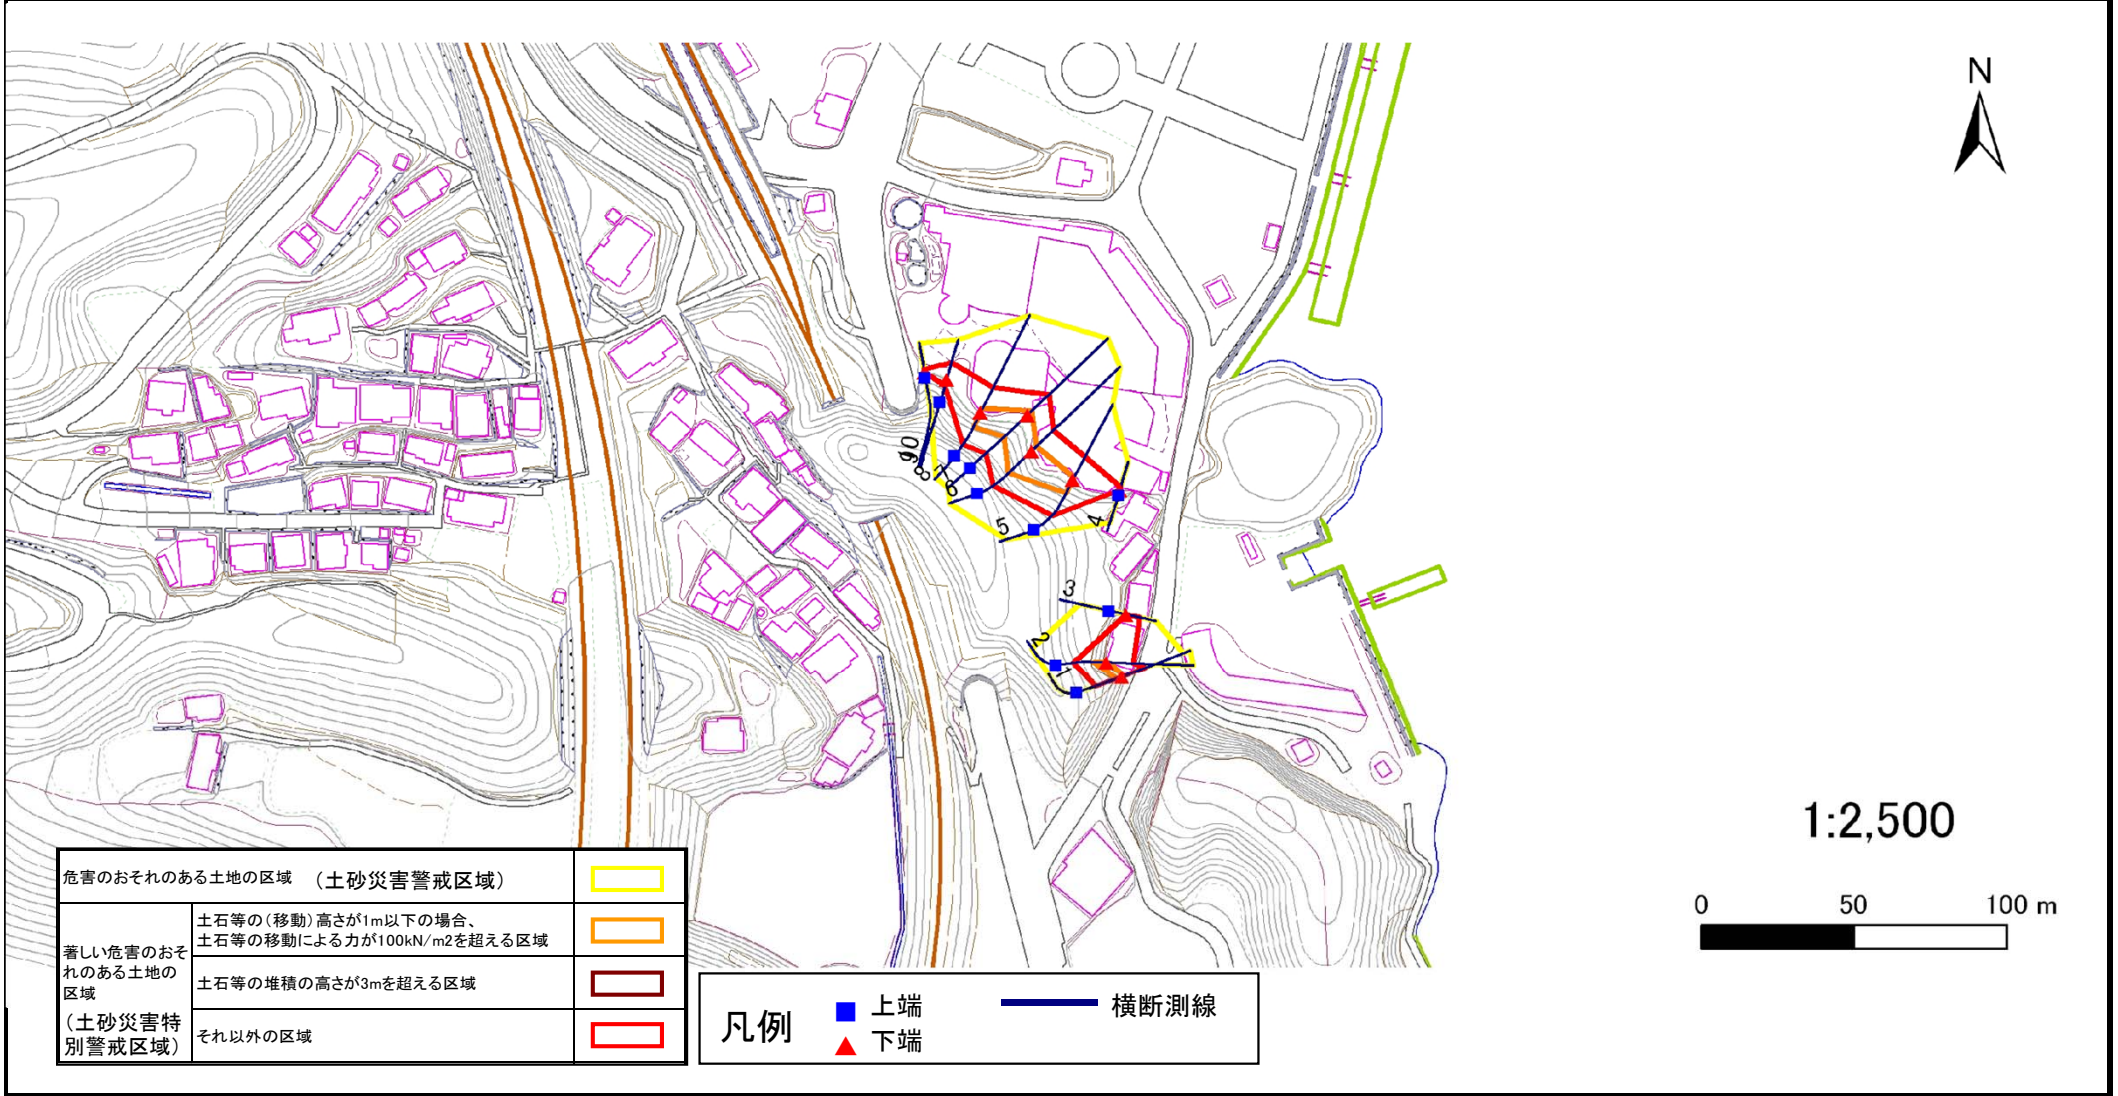 N
10
9
8
7
6
5
4
3
2
1
0
1:2,500
0 50 100 m
危害のおそれのある土地の区域 (土砂災害警戒区域)
著しい危害のおそ
れのある土地の
区域
(土砂災害特
別警戒区域)
土石等の(移動)高さが1m以下の場合、
土石等の移動による力が100kN/m2を超える区域
土石等の堆積の高さが3mを超える区域
それ以外の区域
凡例
上端
下端
横断測線